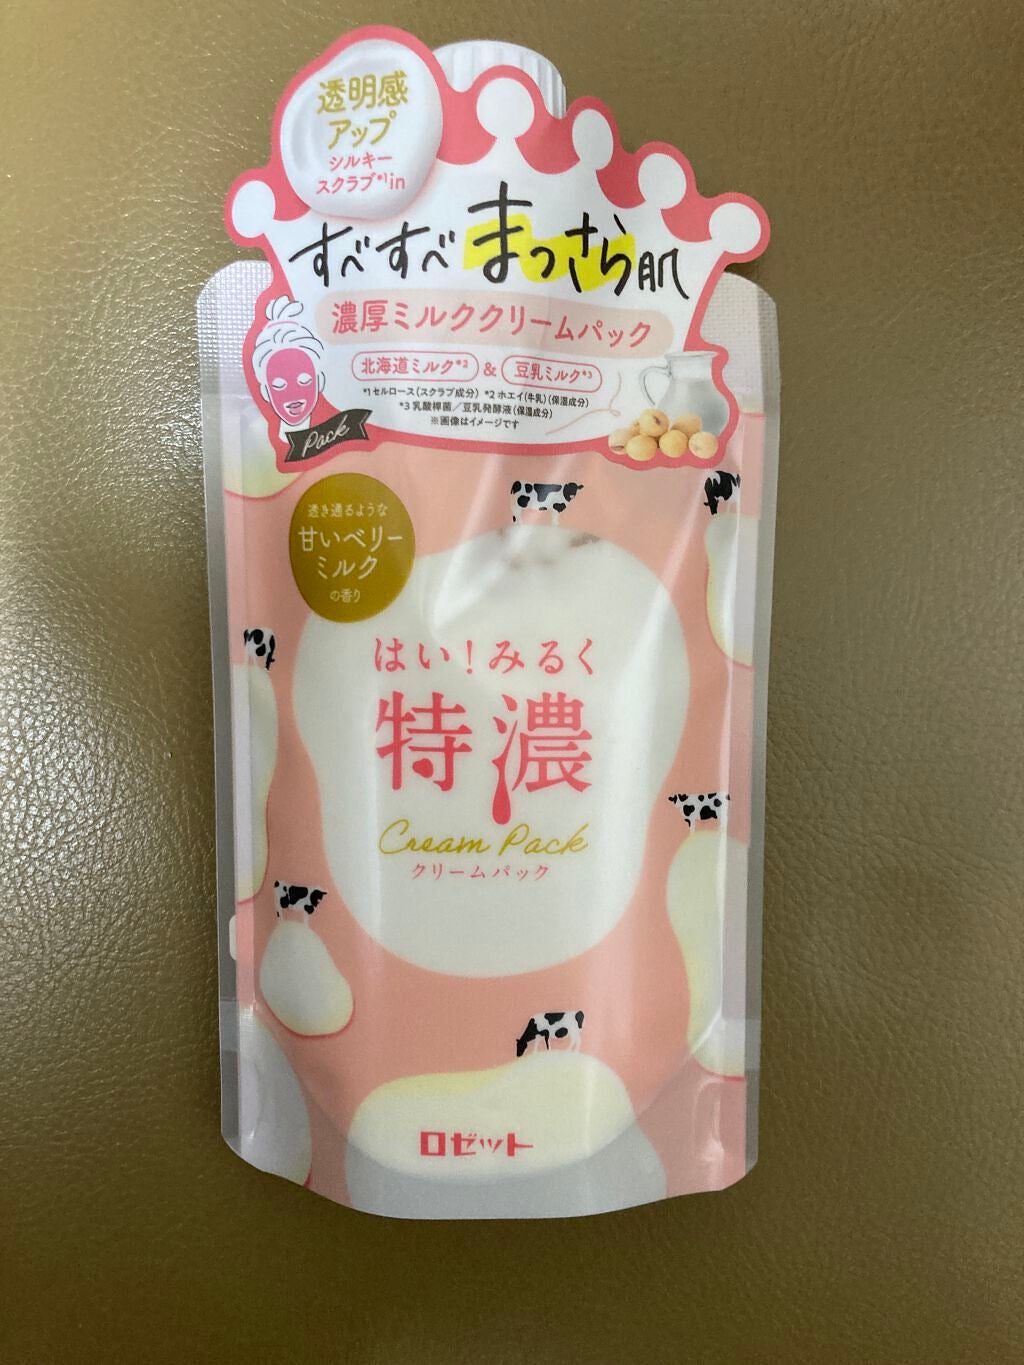 透明感
アップ
シルキー
スクラブ*1in
すべすべまっさら肌
濃厚ミルククリームパック
北海道ミルク*2 & 豆乳ミルク*3
*1 セルロース(スクラブ成分) *2 ホエイ(牛乳)(保湿成分)
*3 乳酸桿菌/豆乳発酵液(保湿成分)
※画像はイメージです
Pack
透き通るような
甘いベリー
ミルク
の香り
はい!みるく
特濃
Cream Pack
クリームパック
ロゼット